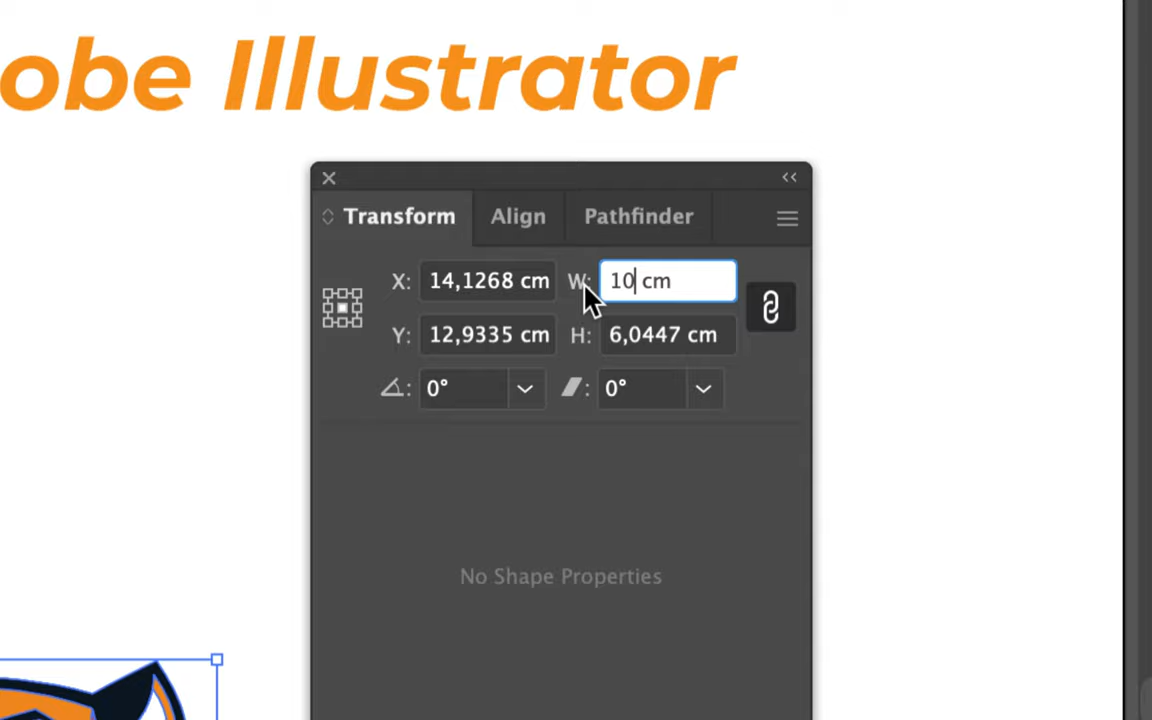 obe Illustrator
Transform Align Pathfinder
X: 14,1268 cm W: 10 cm
Y: 12,9335 cm H: 6,0447 cm
: 0° : 0°
No Shape Properties